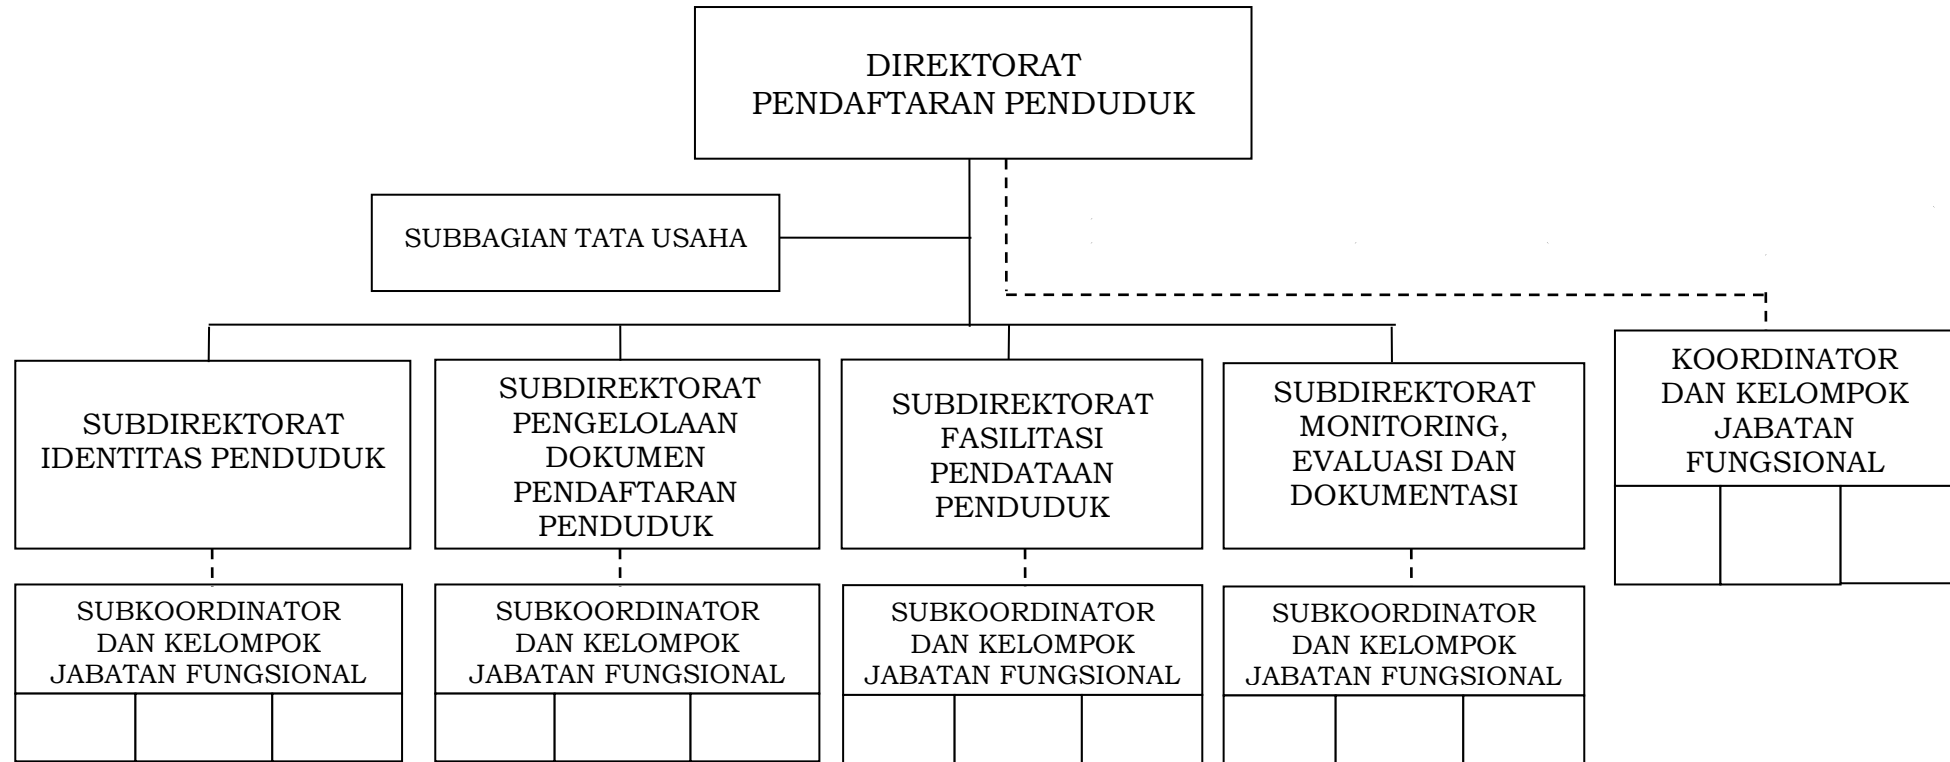 DIREKTORAT
PENDAFTARAN PENDUDUK
SUBBAGIAN TATA USAHA
SUBDIREKTORAT
IDENTITAS PENDUDUK
SUBDIREKTORAT
PENGELOLAAN
DOKUMEN
PENDAFTARAN
PENDUDUK
SUBDIREKTORAT
FASILITASI
PENDATAAN
PENDUDUK
SUBDIREKTORAT
MONITORING,
EVALUASI DAN
DOKUMENTASI
KOORDINATOR
DAN KELOMPOK
JABATAN
FUNGSIONAL
SUBKOORDINATOR
DAN KELOMPOK
JABATAN FUNGSIONAL
SUBKOORDINATOR
DAN KELOMPOK
JABATAN FUNGSIONAL
SUBKOORDINATOR
DAN KELOMPOK
JABATAN FUNGSIONAL
SUBKOORDINATOR
DAN KELOMPOK
JABATAN FUNGSIONAL